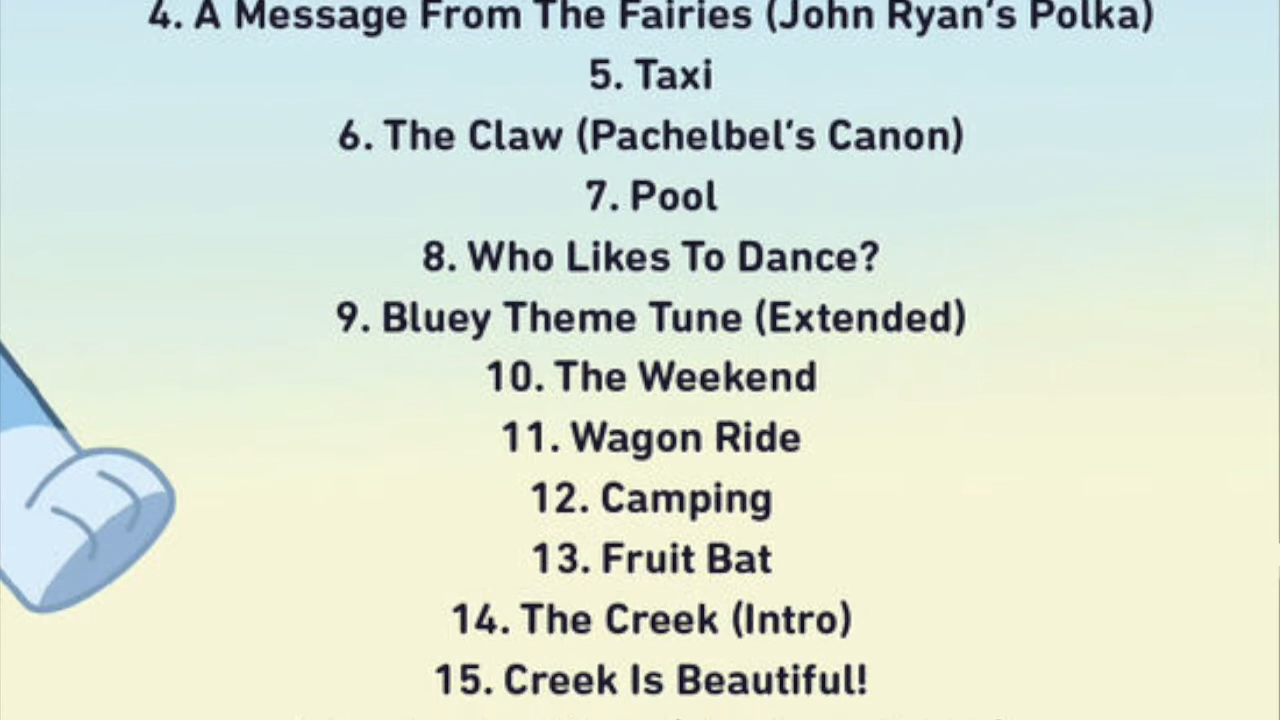 4. A Message From The Fairies (John Ryan's Polka)
5. Taxi
6. The Claw (Pachelbel's Canon)
7. Pool
8. Who Likes To Dance?
9. Bluey Theme Tune (Extended)
10. The Weekend
11. Wagon Ride
12. Camping
13. Fruit Bat
14. The Creek (Intro)
15. Creek Is Beautiful!